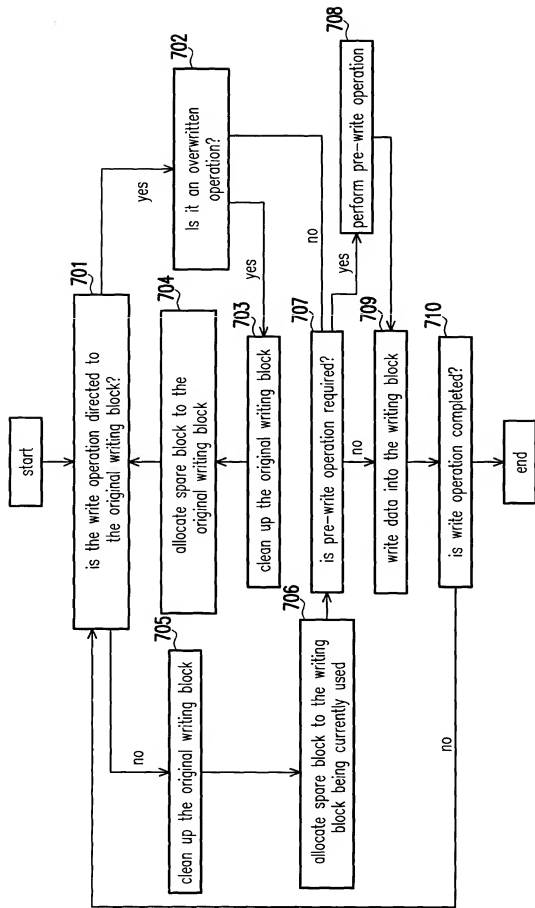 start
701
is the write operation directed to
the original writing block?
yes
702
Is it an overwritten
operation?
704
allocate spare block to the
original writing block
yes
703
clean up the original writing block
no
705
clean up the original writing block
706
allocate spare block to the writing
block being currently used
no
707
is pre-write operation required?
yes
708
perform pre-write operation
no
709
write data into the writing block
710
is write operation completed?
no
end